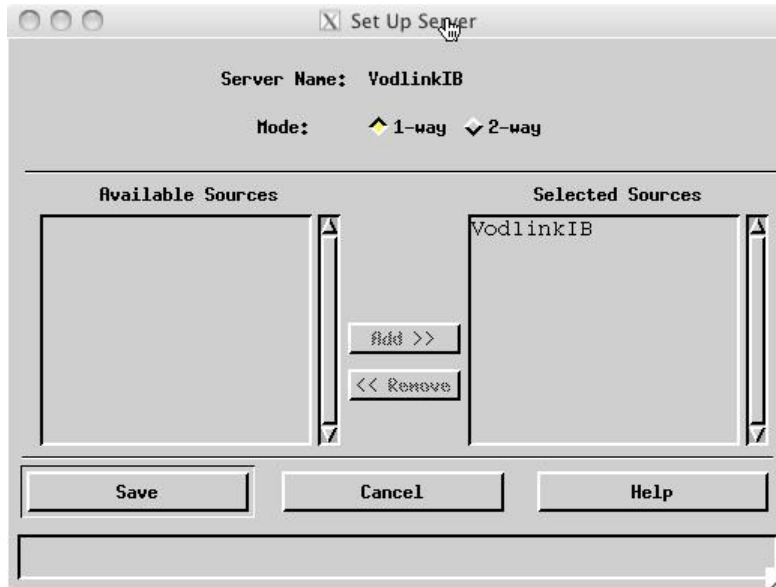 X Set Up Server
Server Name: VodlinkIB
Mode: 1-way 2-way
Available Sources Selected Sources
VodlinkIB
Add >>
<< Remove
Save Cancel Help